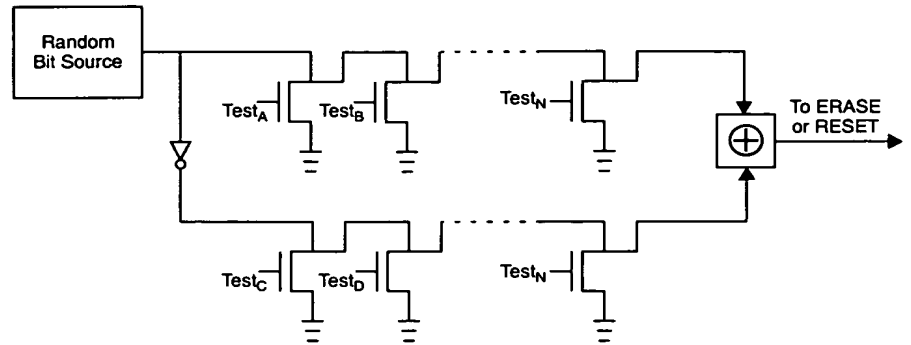 Random
Bit Source
Test_A
Test_B
Test_N
To ERASE
or RESET
Test_C
Test_D
Test_N